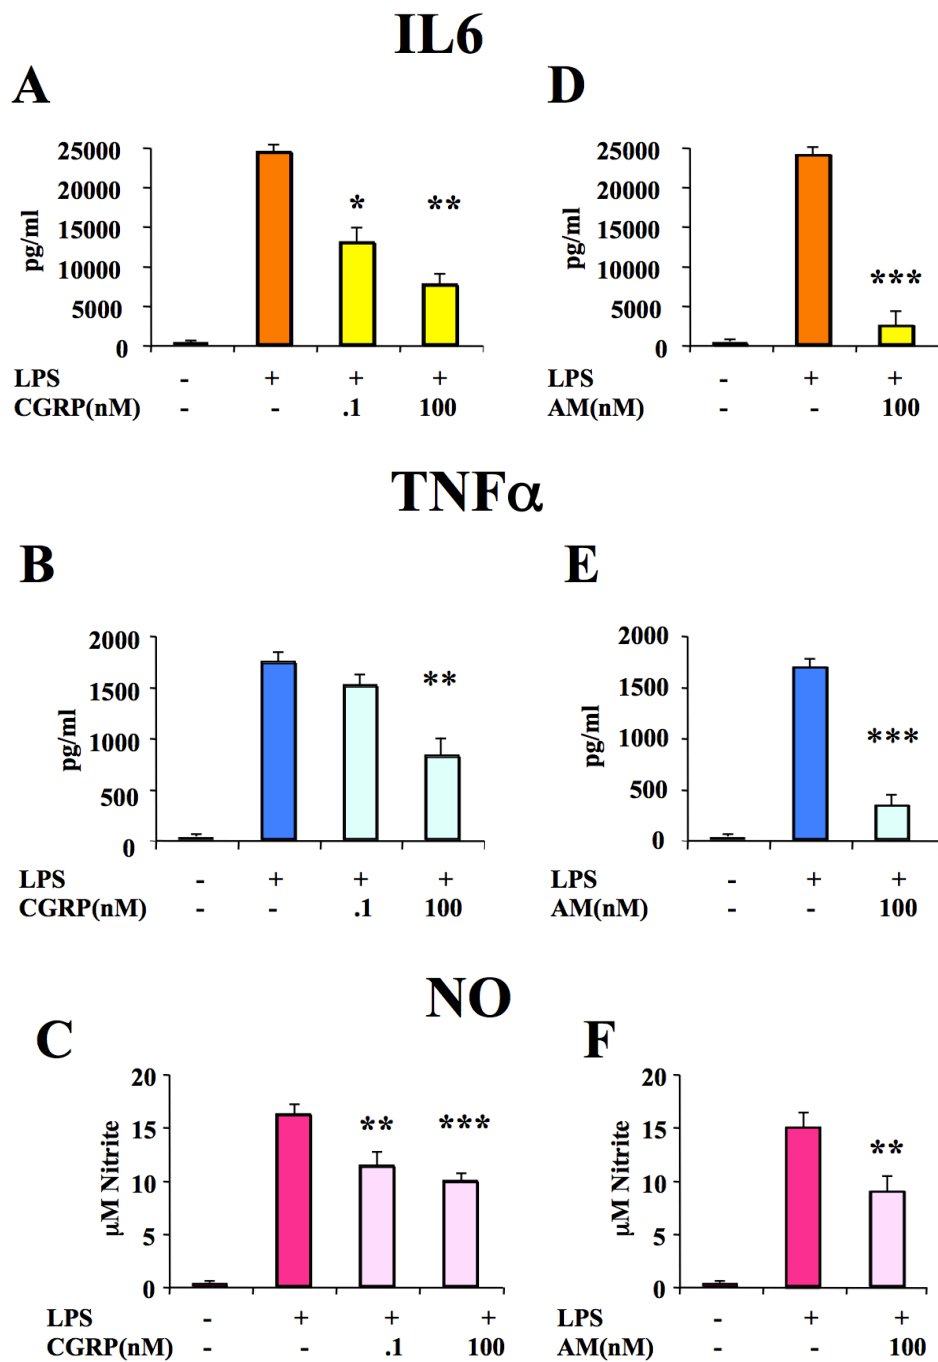 IL6
A
D
25000
20000
15000
10000
5000
0
pg/ml
*
**
LPS - + + +
CGRP(nM) - - .1 100
25000
20000
15000
10000
5000
0
pg/ml
***
LPS - + +
AM(nM) - - 100
TNFα
B
E
2000
1500
1000
500
0
pg/ml
**
LPS - + + +
CGRP(nM) - - .1 100
2000
1500
1000
500
0
pg/ml
***
LPS - + +
AM(nM) - - 100
NO
C
F
20
15
10
5
0
μM Nitrite
**
***
LPS - + + +
CGRP(nM) - - .1 100
20
15
10
5
0
μM Nitrite
**
LPS - + +
AM(nM) - - 100